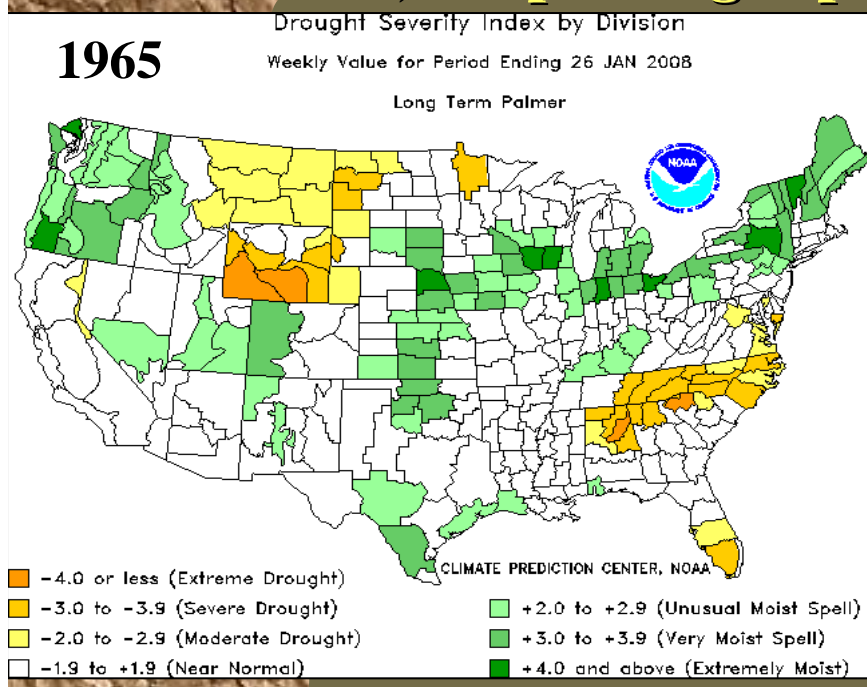 Drought Severity Index by Division
1965
Weekly Value for Period Ending 26 JAN 2008
Long Term Palmer
NOAA
CLIMATE PREDICTION CENTER, NOAA
-4.0 or less (Extreme Drought)
-3.0 to -3.9 (Severe Drought)
-2.0 to -2.9 (Moderate Drought)
-1.9 to +1.9 (Near Normal)
+2.0 to +2.9 (Unusual Moist Spell)
+3.0 to +3.9 (Very Moist Spell)
+4.0 and above (Extremely Moist)